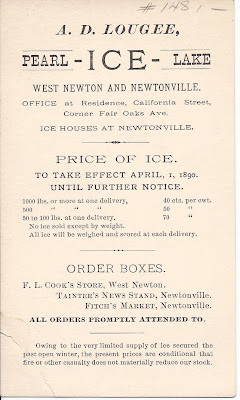 #1481-
A. D. LOUGEE,
PEARL - ICE - LAKE
WEST NEWTON AND NEWTONVILLE.
OFFICE at Residence, California Street,
Corner Fair Oaks Ave.
ICE HOUSES AT NEWTONVILLE.
PRICE OF ICE.
TO TAKE EFFECT APRIL, 1, 1890.
UNTIL FURTHER NOTICE.
1000 lbs. or more at one delivery, 40 cts. per cwt.
500 " " " " 50 "
50 to 100 lbs. at one delivery. 70 "
No ice sold except by weight.
All ice will be weighed and scored at each delivery.
ORDER BOXES.
F. L. COOK'S STORE, West Newton.
TAINTER'S NEWS STAND, Newtonville.
FITCH'S MARKET, Newtonville.
ALL ORDERS PROMPTLY ATTENDED TO.
Owing to the very limited supply of ice secured the
past open winter, the present prices are conditional that
fire or other casualty does not materially reduce our stock.